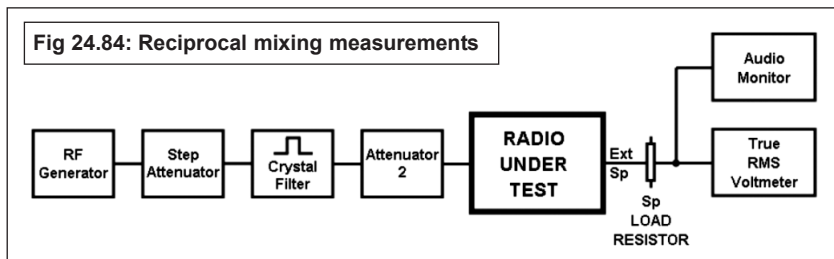 Fig 24.84: Reciprocal mixing measurements
Audio
Monitor
RF
Generator
Step
Attenuator
Crystal
Filter
Attenuator
2
RADIO
UNDER
TEST
Ext
Sp
Sp
LOAD
RESISTOR
True
RMS
Voltmeter